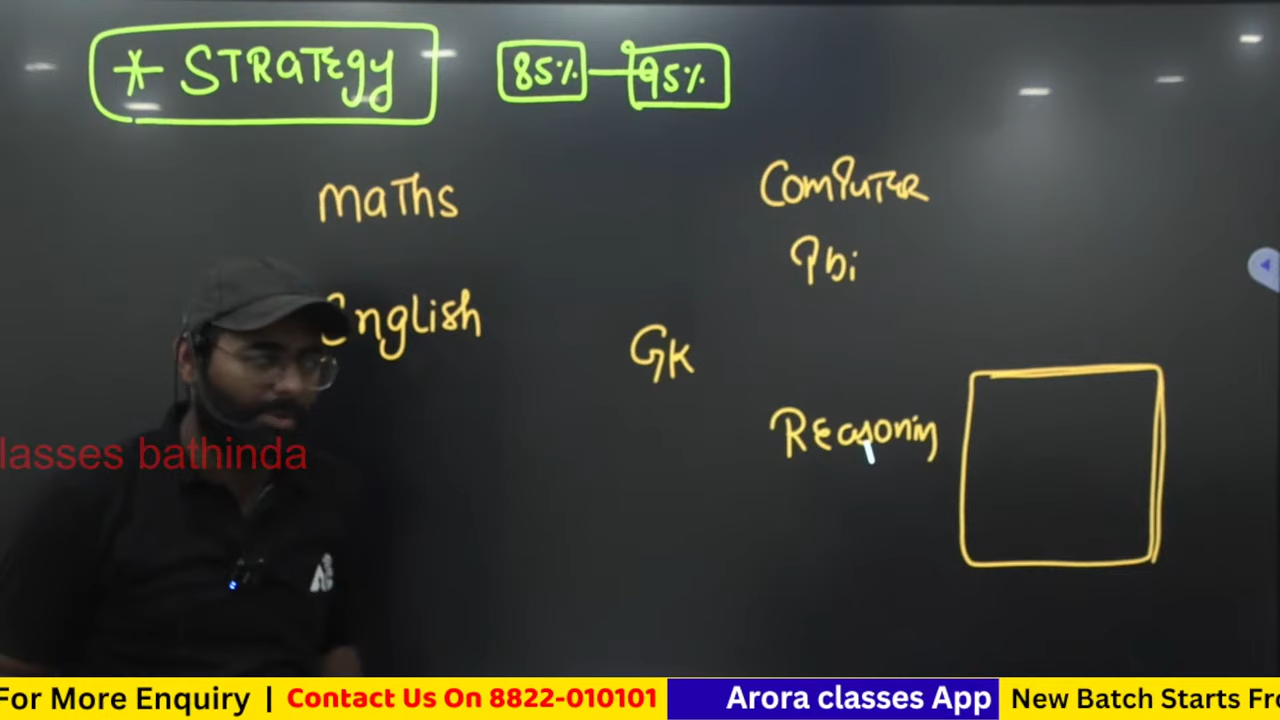 * STRATEgy 85% 95%
maThs
COMPUTER
Pbi
English
GK
REasoning
lasses bathinda
For More Enquiry | Contact Us On 8822-010101 Arora classes App New Batch Starts Fr